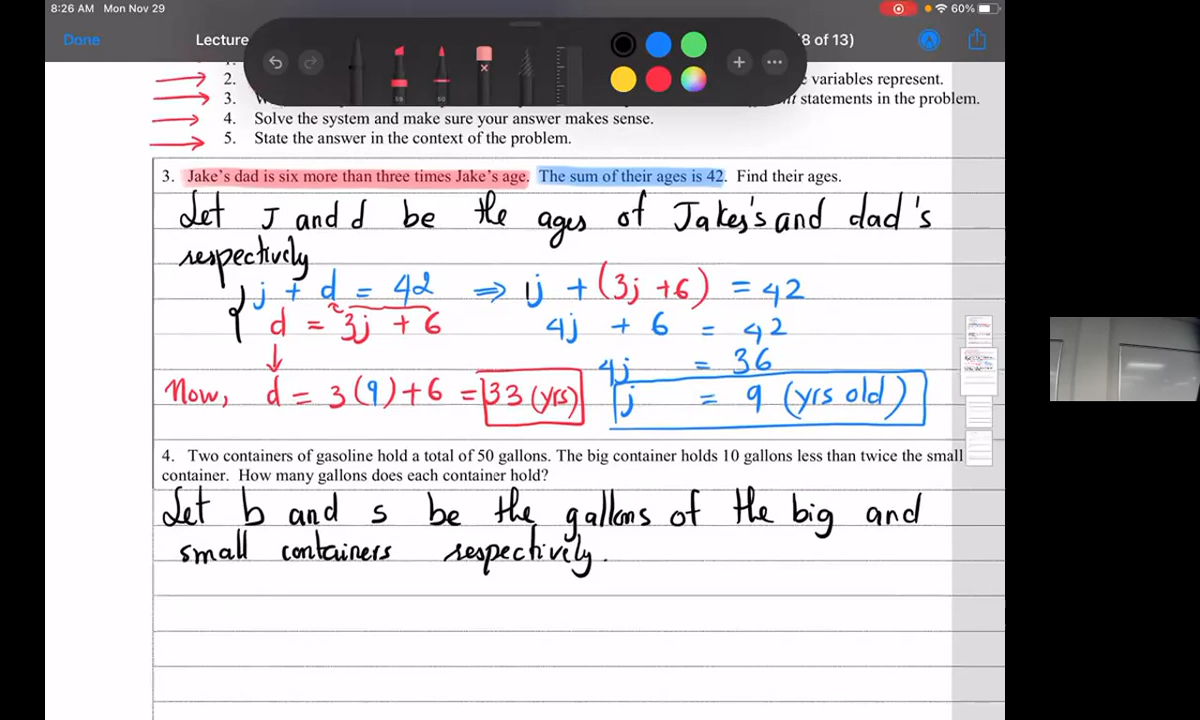 8:26 AM Mon Nov 29
60%
Done
Lecture
8 of 13)
2. variables represent.
3. statements in the problem.
4. Solve the system and make sure your answer makes sense.
5. State the answer in the context of the problem.
3. Jake's dad is six more than three times Jake's age. The sum of their ages is 42. Find their ages.
Let J and d be the ages of Jakes's and dad's
respectively
j + d = 42 ⇒ 1j + (3j + 6) = 42
d = 3j + 6 4j + 6 = 42
4j = 36
Now, d = 3(9) + 6 = 33 (yrs) j = 9 (yrs old)
4. Two containers of gasoline hold a total of 50 gallons. The big container holds 10 gallons less than twice the small
container. How many gallons does each container hold?
Let b and s be the gallons of the big and
small containers respectively.